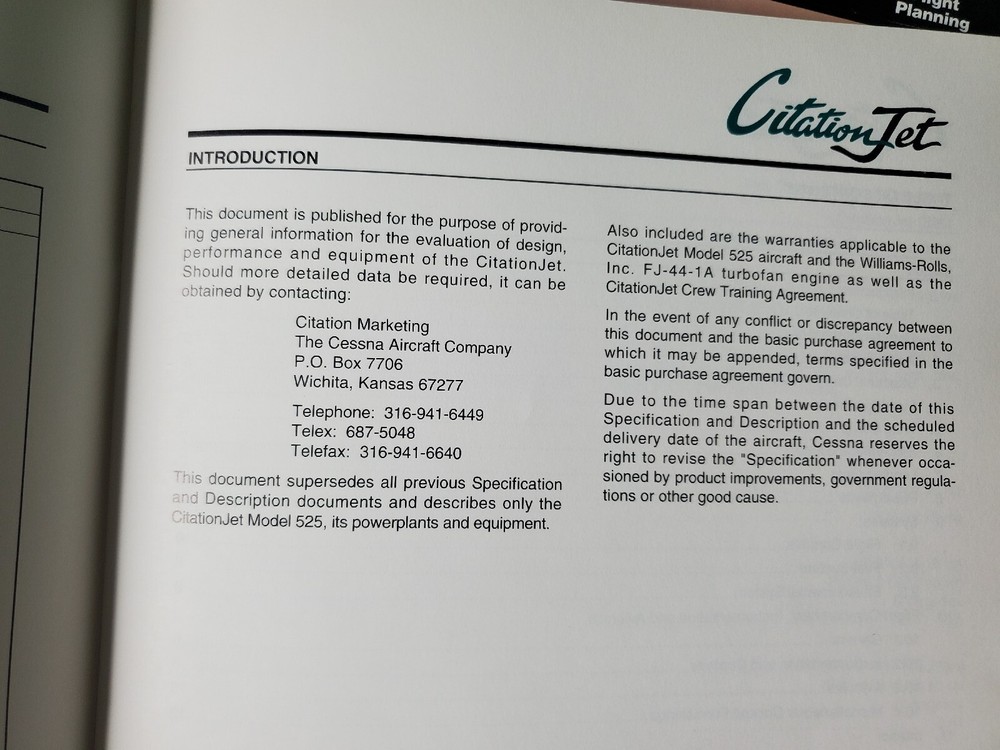 ight
Planning
CitationJet
INTRODUCTION
This document is published for the purpose of provid-
ing general information for the evaluation of design,
performance and equipment of the CitationJet.
Should more detailed data be required, it can be
obtained by contacting:
Citation Marketing
The Cessna Aircraft Company
P.O. Box 7706
Wichita, Kansas 67277
Telephone: 316-941-6449
Telex: 687-5048
Telefax: 316-941-6640
This document supersedes all previous Specification
and Description documents and describes only the
CitationJet Model 525, its powerplants and equipment.
Also included are the warranties applicable to the
CitationJet Model 525 aircraft and the Williams-Rolls,
Inc. FJ-44-1A turbofan engine as well as the
CitationJet Crew Training Agreement.
In the event of any conflict or discrepancy between
this document and the basic purchase agreement to
which it may be appended, terms specified in the
basic purchase agreement govern.
Due to the time span between the date of this
Specification and Description and the scheduled
delivery date of the aircraft, Cessna reserves the
right to revise the "Specification" whenever occa-
sioned by product improvements, government regula-
tions or other good cause.